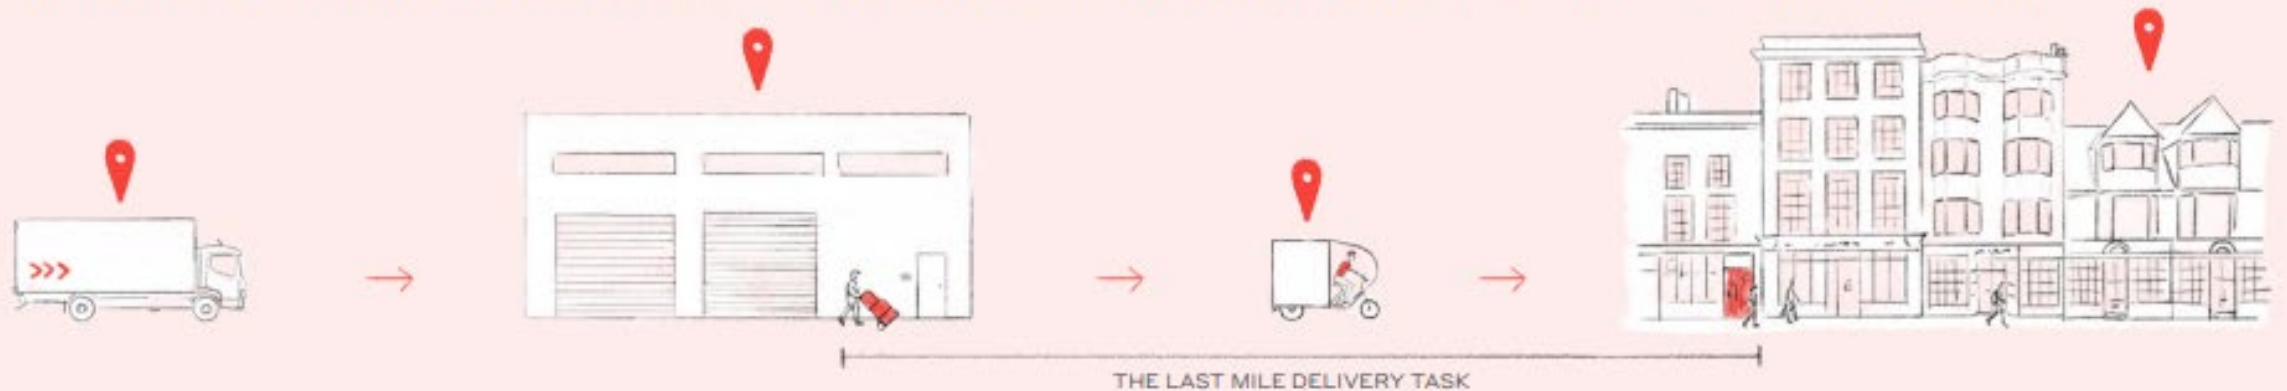 THE LAST MILE DELIVERY TASK